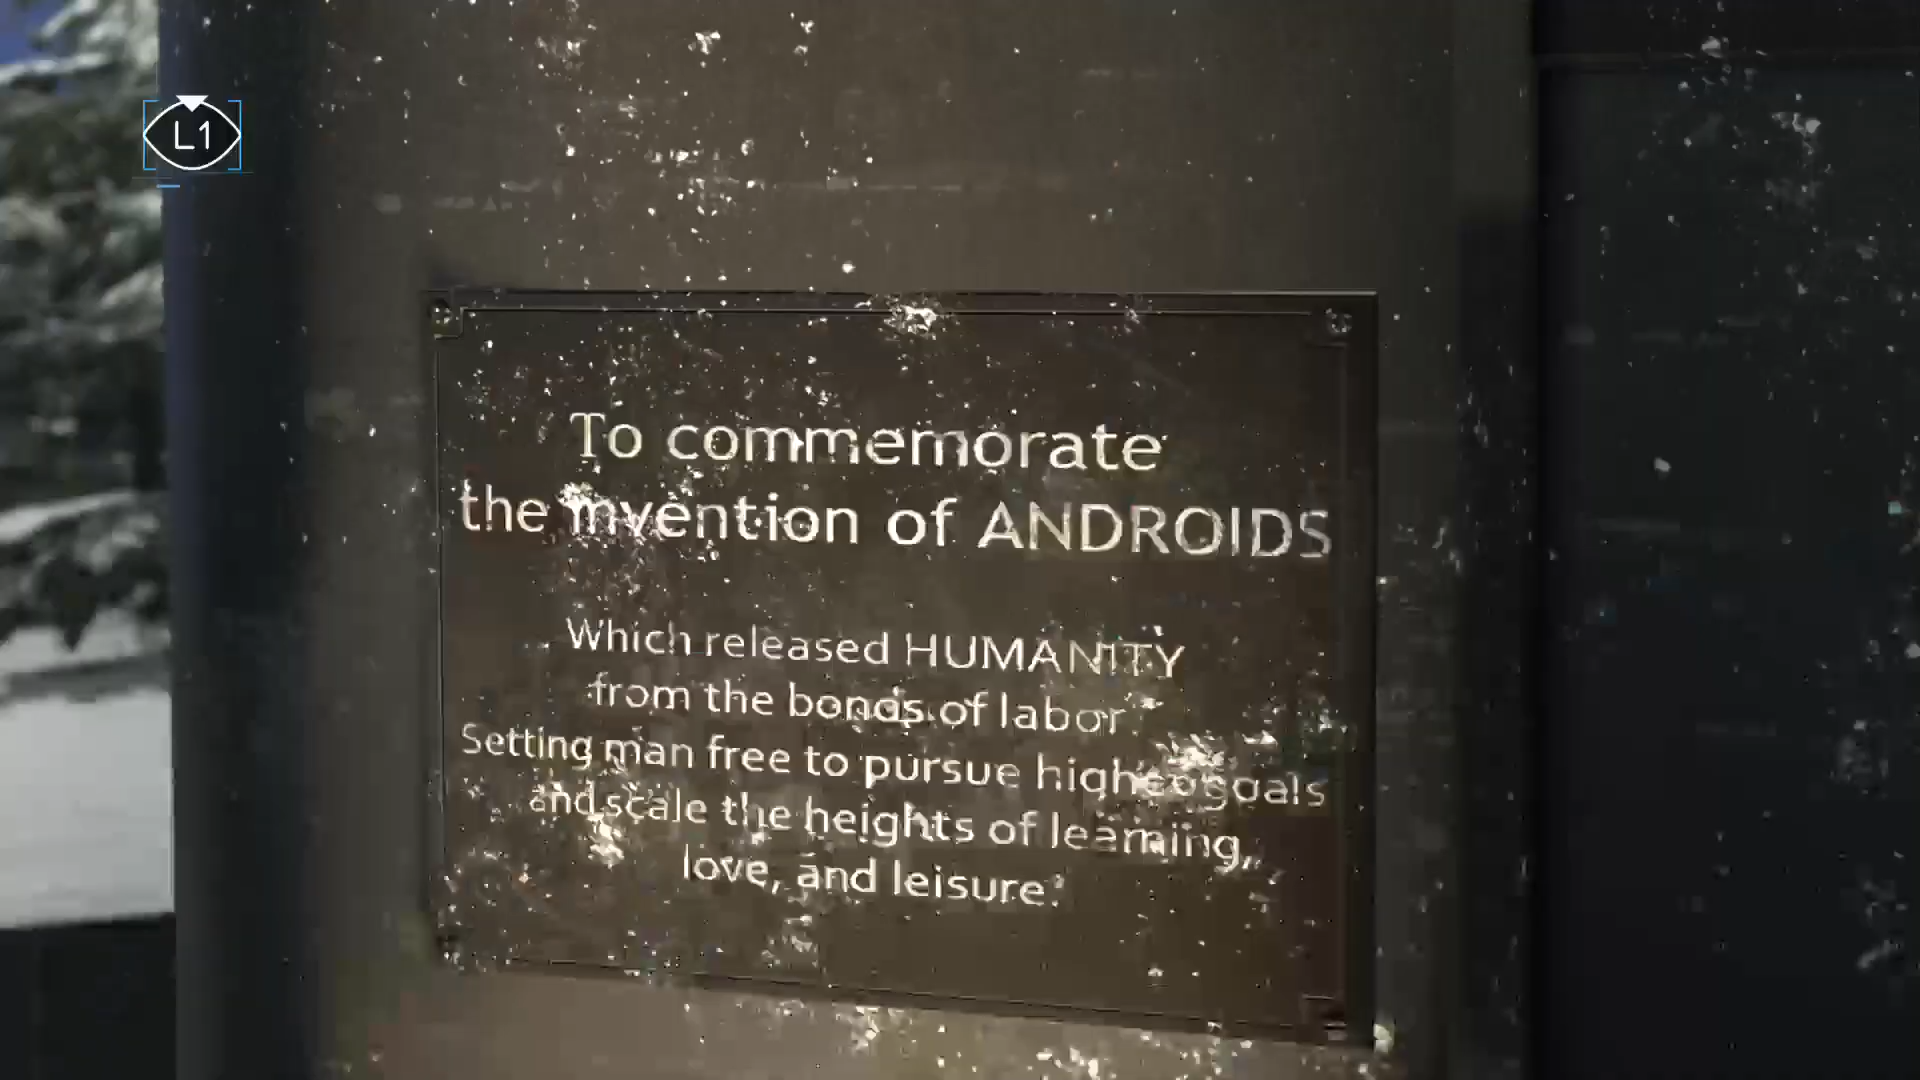 L1
To commemorate
the invention of ANDROIDS
Which released HUMANITY
from the bonds of labor
Setting man free to pursue higher goals
and scale the heights of learning,
love, and leisure.